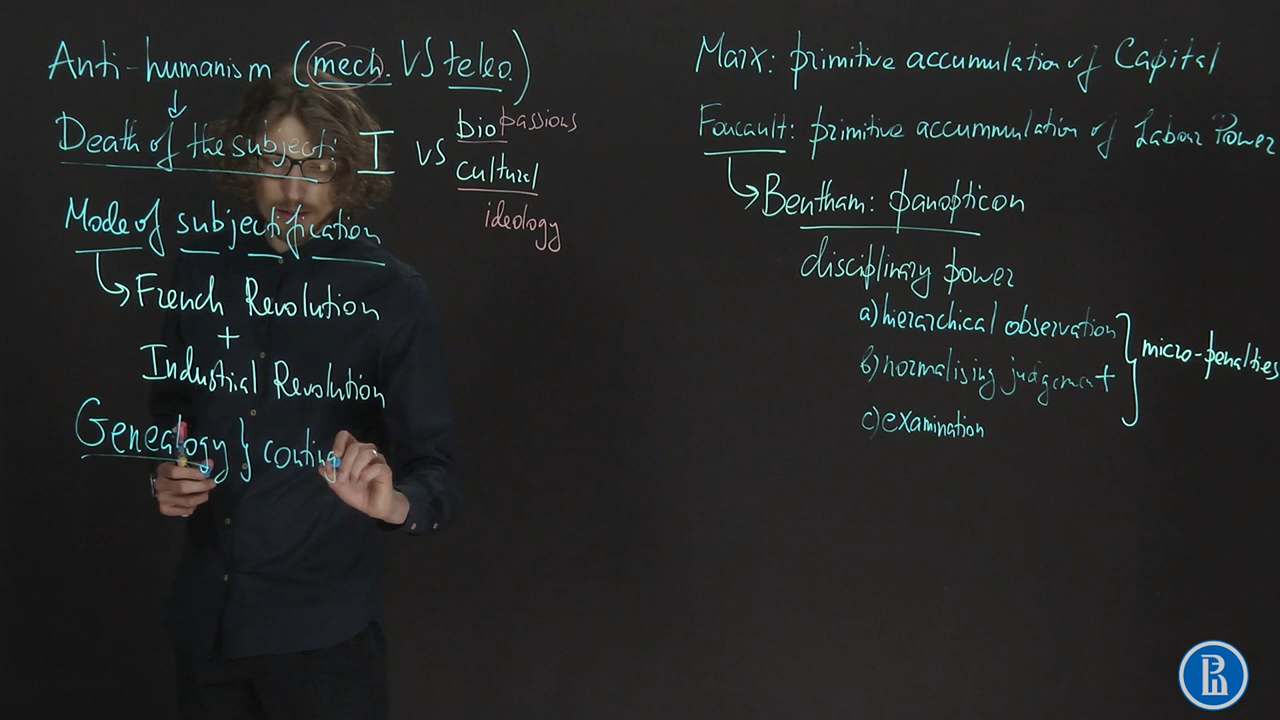 Anti-humanism (mech. VS teleo.)
Death of the subject: I VS bio passions
cultural
ideology
Mode of subjectification
French Revolution
+
Industrial Revolution
Genealogy } conting
Marx: primitive accumulation of Capital
Foucault: primitive accummulation of Labour Power
Bentham: panopticon
disciplinary power
a) hierarchical observation
b) normalising judgement
c) examination
} micro-penalties